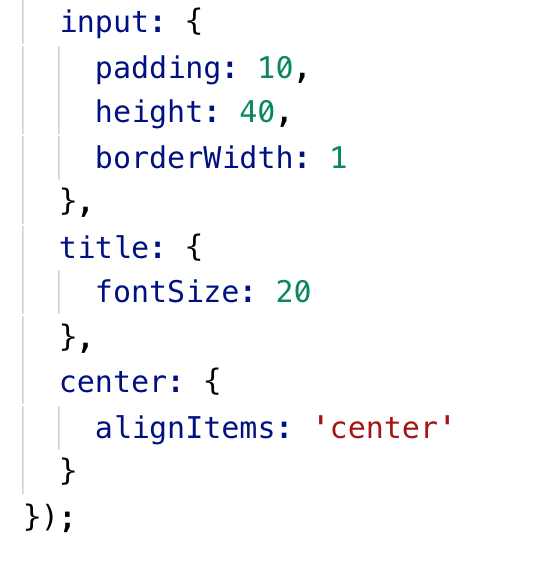 input: {
padding: 10,
height: 40,
borderWidth: 1
},
title: {
fontSize: 20
},
center: {
alignItems: 'center'
}
});